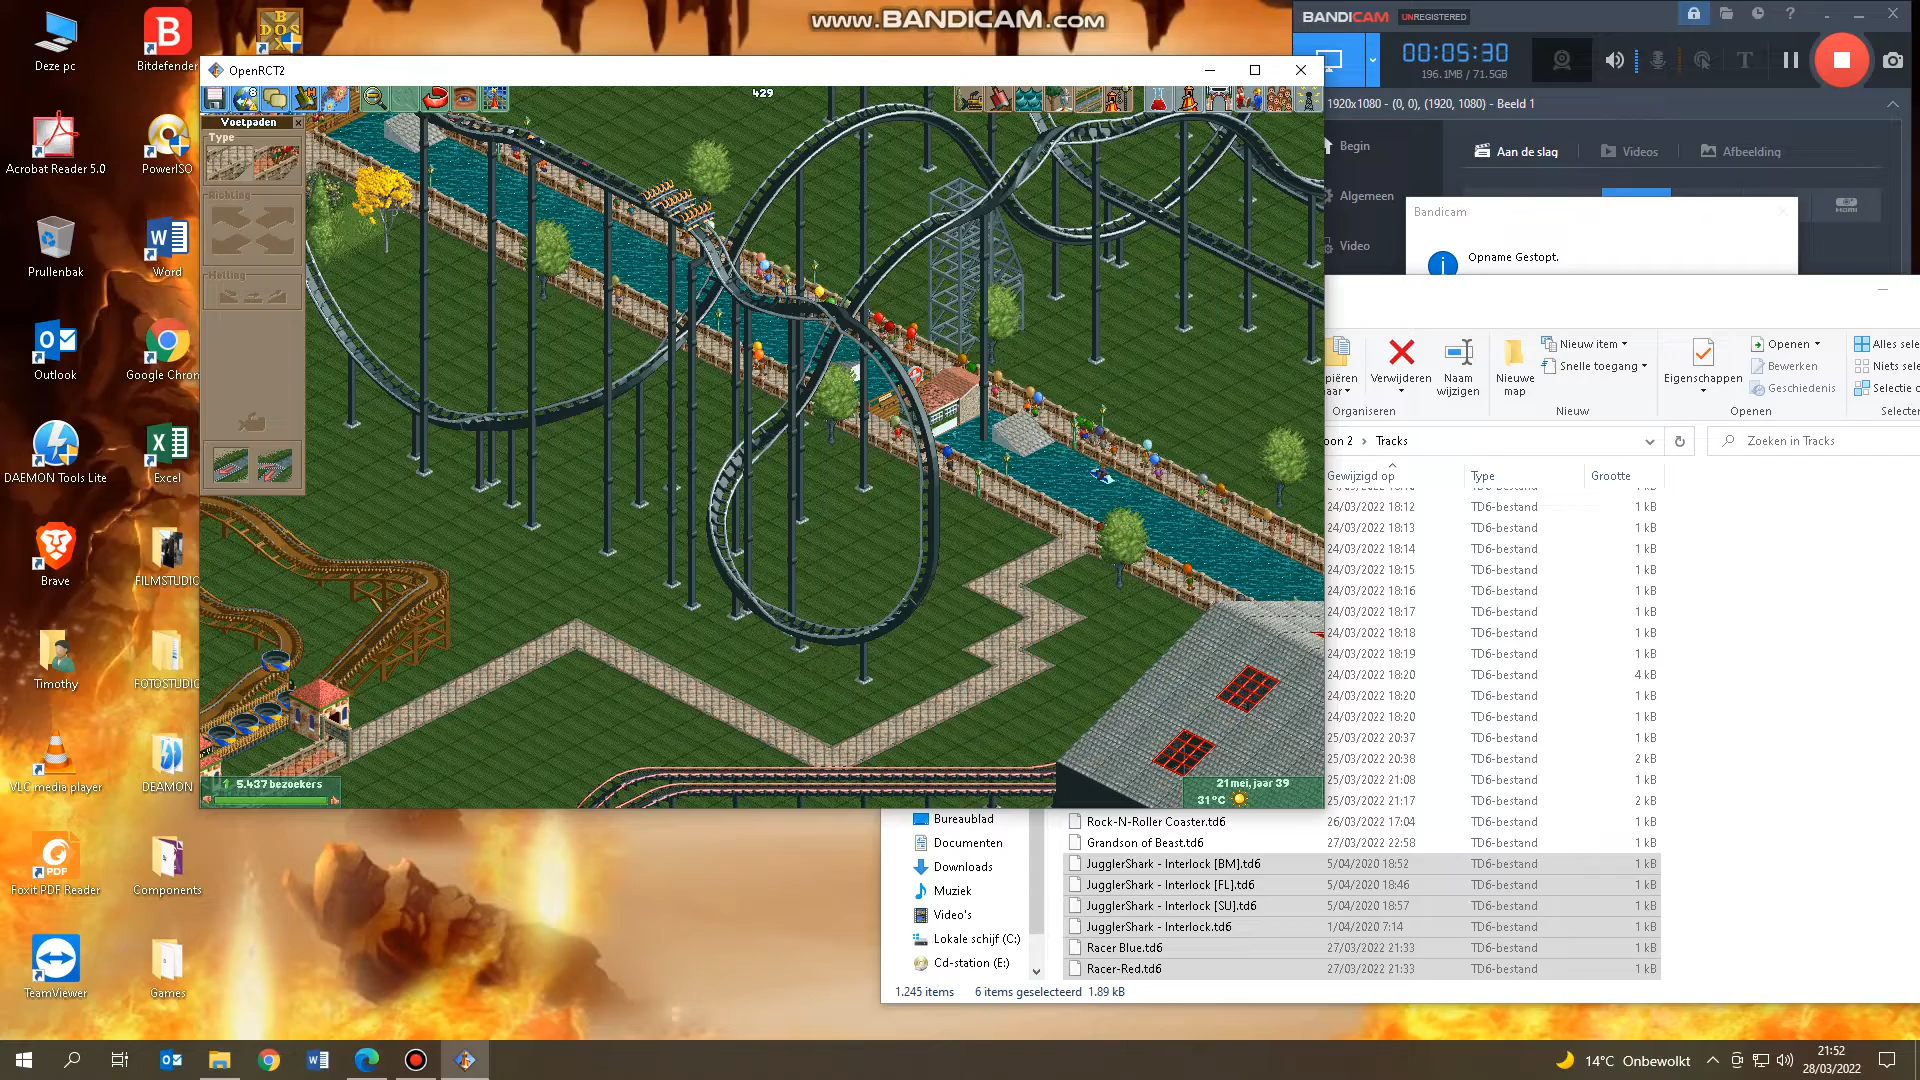 www.BANDICAM.com
Deze pc
Bitdefender
Acrobat Reader 5.0
PowerISO
Prullenbak
Word
Outlook
Google Chron
DAEMON Tools Lite
Excel
Brave
FILMSTUDIO
Timothy
FOTOSTUDIO
VLC media player
DEAMON
Foxit PDF Reader
Components
TeamViewer
Games
OpenRCT2
429
Voetpaden
Type
Richting
Helling
5.437 bezoekers
21 mei, jaar 39
31°C
BANDICAM UNREGISTERED
00:05:30
196.1MB / 71.5GB
1920x1080 - (0, 0), (1920, 1080) - Beeld 1
Begin
Aan de slag
Videos
Afbeelding
Algemeen
Video
HDMI
Bandicam
Opname Gestopt.
piëren
aar
Verwijderen
Naam
wijzigen
Nieuwe
map
Nieuw item
Snelle toegang
Eigenschappen
Openen
Bewerken
Geschiedenis
Alles sele
Niets sele
Selectie o
Organiseren
Nieuw
Openen
Selecter
oon 2 > Tracks
Zoeken in Tracks
Gewijzigd op
Type
Grootte
24/03/2022 18:12 TD6-bestand 1 kB
24/03/2022 18:13 TD6-bestand 1 kB
24/03/2022 18:14 TD6-bestand 1 kB
24/03/2022 18:15 TD6-bestand 1 kB
24/03/2022 18:16 TD6-bestand 1 kB
24/03/2022 18:17 TD6-bestand 1 kB
24/03/2022 18:18 TD6-bestand 1 kB
24/03/2022 18:19 TD6-bestand 1 kB
24/03/2022 18:20 TD6-bestand 4 kB
24/03/2022 18:20 TD6-bestand 1 kB
24/03/2022 18:20 TD6-bestand 1 kB
25/03/2022 20:37 TD6-bestand 1 kB
25/03/2022 20:38 TD6-bestand 2 kB
25/03/2022 21:08 TD6-bestand 1 kB
25/03/2022 21:17 TD6-bestand 2 kB
Rock-N-Roller Coaster.td6 26/03/2022 17:04 TD6-bestand 1 kB
Grandson of Beast.td6 27/03/2022 22:58 TD6-bestand 1 kB
JugglerShark - Interlock [BM].td6 5/04/2020 18:52 TD6-bestand 1 kB
JugglerShark - Interlock [FL].td6 5/04/2020 18:46 TD6-bestand 1 kB
JugglerShark - Interlock [SU].td6 5/04/2020 18:57 TD6-bestand 1 kB
JugglerShark - Interlock.td6 1/04/2020 7:14 TD6-bestand 1 kB
Racer Blue.td6 27/03/2022 21:33 TD6-bestand 1 kB
Racer-Red.td6 27/03/2022 21:33 TD6-bestand 1 kB
Bureaublad
Documenten
Downloads
Muziek
Video's
Lokale schijf (C:)
Cd-station (E:)
1.245 items 6 items geselecteerd 1.89 kB
14°C Onbewolkt
21:52
28/03/2022